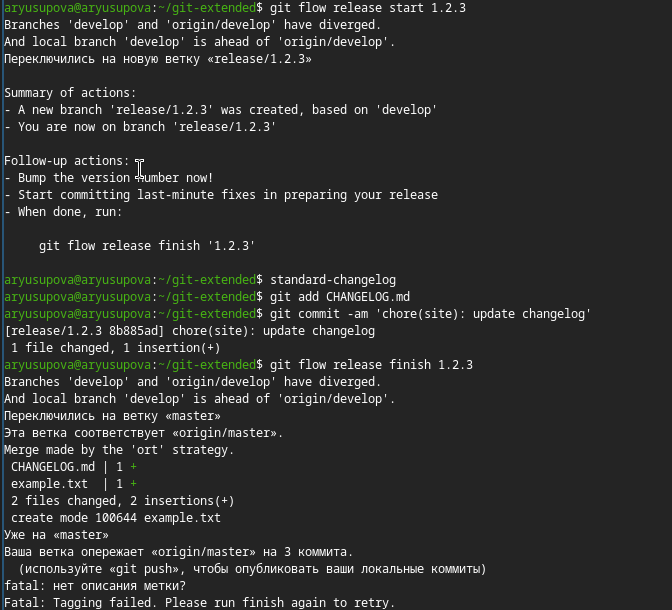 aryusupova@aryusupova:~/git-extended$ git flow release start 1.2.3
Branches 'develop' and 'origin/develop' have diverged.
And local branch 'develop' is ahead of 'origin/develop'.
Переключились на новую ветку «release/1.2.3»
Summary of actions:
- A new branch 'release/1.2.3' was created, based on 'develop'
- You are now on branch 'release/1.2.3'
Follow-up actions:
- Bump the version number now!
- Start committing last-minute fixes in preparing your release
- When done, run:
git flow release finish '1.2.3'
aryusupova@aryusupova:~/git-extended$ standard-changelog
aryusupova@aryusupova:~/git-extended$ git add CHANGELOG.md
aryusupova@aryusupova:~/git-extended$ git commit -am 'chore(site): update changelog'
[release/1.2.3 8b885ad] chore(site): update changelog
1 file changed, 1 insertion(+)
aryusupova@aryusupova:~/git-extended$ git flow release finish 1.2.3
Branches 'develop' and 'origin/develop' have diverged.
And local branch 'develop' is ahead of 'origin/develop'.
Переключились на ветку «master»
Эта ветка соответствует «origin/master».
Merge made by the 'ort' strategy.
CHANGELOG.md | 1 +
example.txt  | 1 +
2 files changed, 2 insertions(+)
create mode 100644 example.txt
Уже на «master»
Ваша ветка опережает «origin/master» на 3 коммита.
(используйте «git push», чтобы опубликовать ваши локальные коммиты)
fatal: нет описания метки?
Fatal: Tagging failed. Please run finish again to retry.